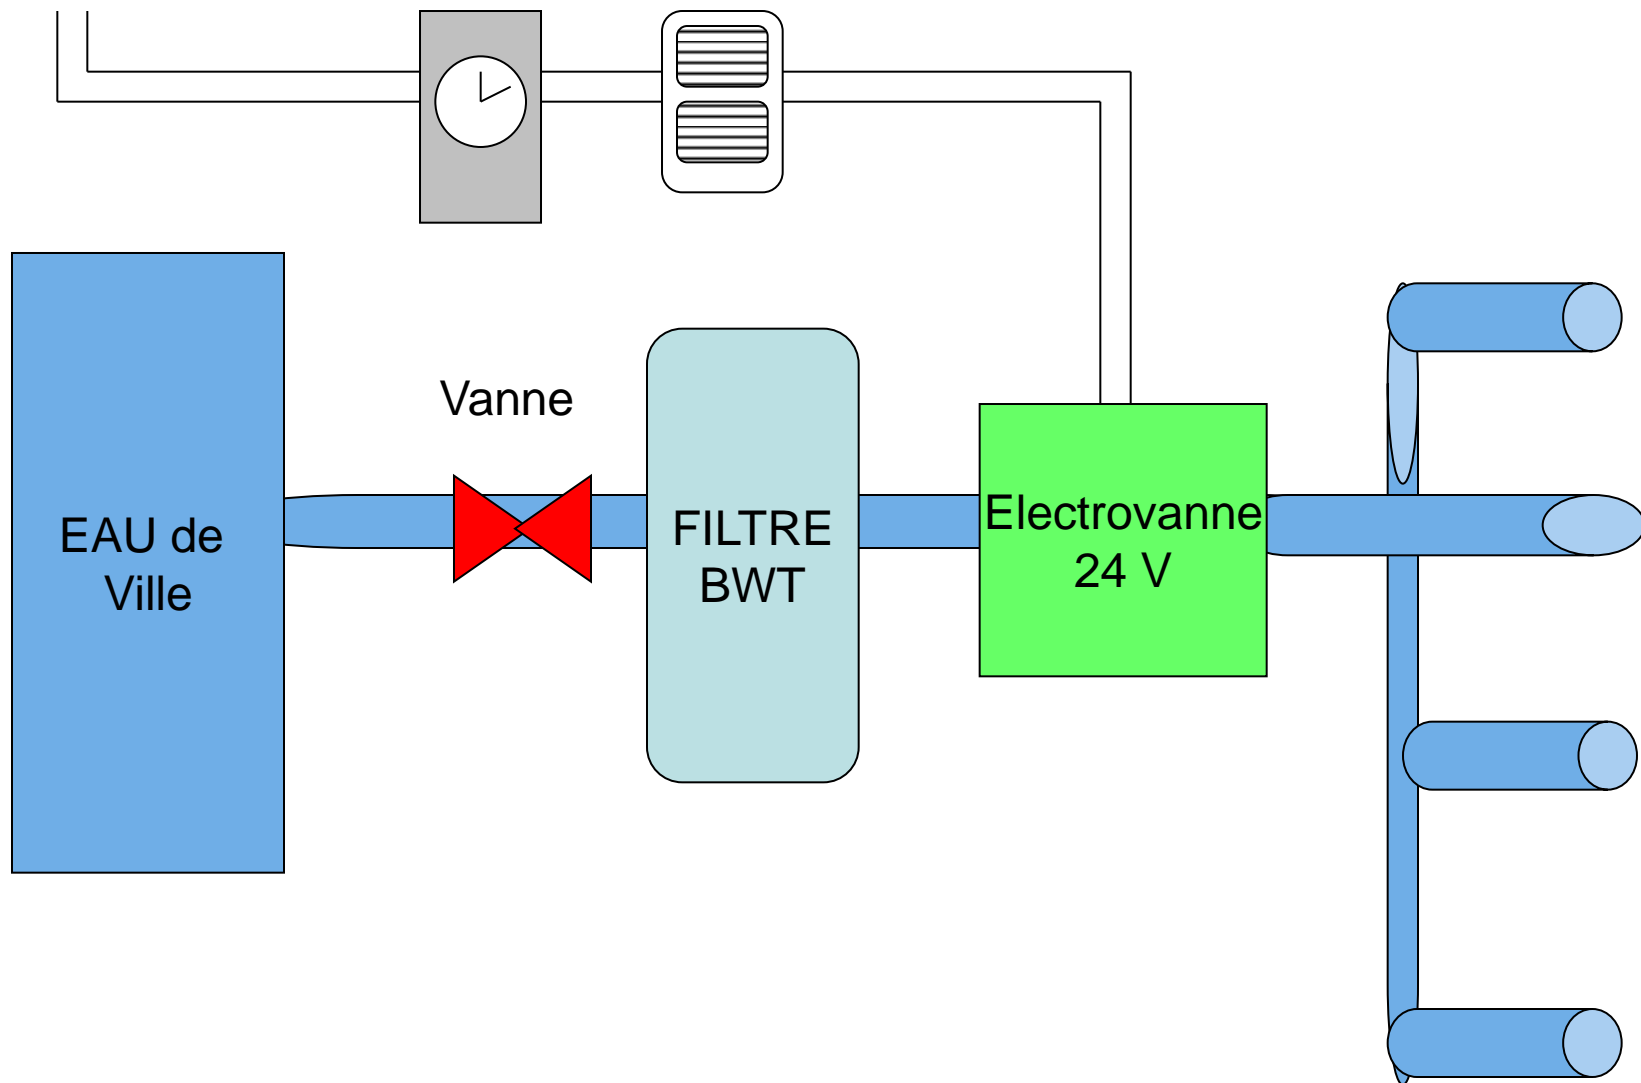 Vanne
EAU de
Ville
FILTRE
BWT
Electrovanne
24 V